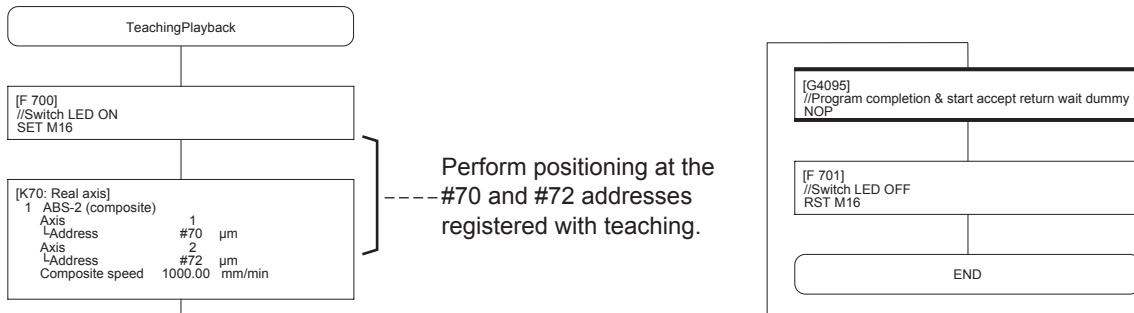 TeachingPlayback
[F 700]
//Switch LED ON
SET M16
[K70: Real axis]
1 ABS-2 (composite)
Axis 1
└Address #70 µm
Axis 2
└Address #72 µm
Composite speed 1000.00 mm/min
Perform positioning at the
#70 and #72 addresses
registered with teaching.
[G4095]
//Program completion & start accept return wait dummy
NOP
[F 701]
//Switch LED OFF
RST M16
END